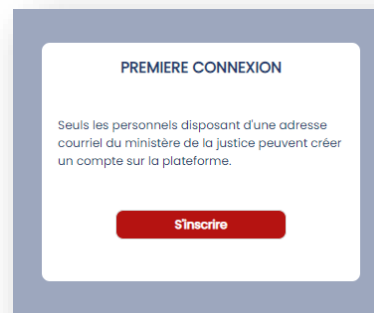 PREMIERE CONNEXION
Seuls les personnels disposant d'une adresse
courriel du ministère de la justice peuvent créer
un compte sur la plateforme.
S'inscrire